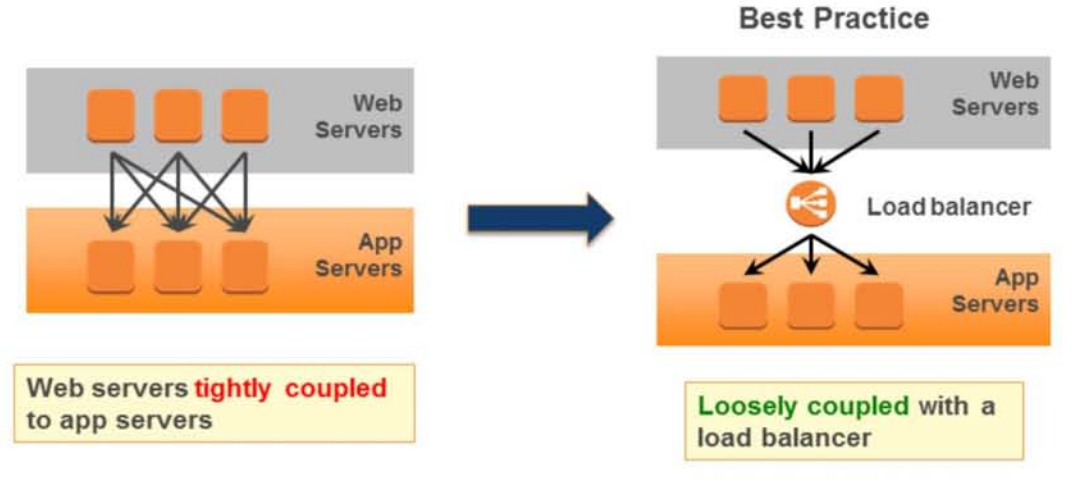 Web
Servers
App
Servers
Web servers tightly coupled
to app servers
Best Practice
Web
Servers
Load balancer
App
Servers
Loosely coupled with a
load balancer